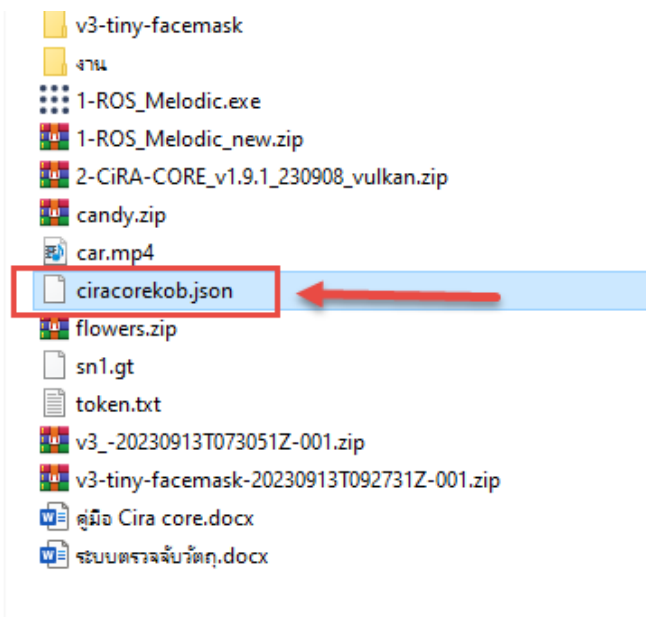 v3-tiny-facemask
งาน
1-ROS_Melodic.exe
1-ROS_Melodic_new.zip
2-CiRA-CORE_v1.9.1_230908_vulkan.zip
candy.zip
car.mp4
ciracorekob.json
flowers.zip
sn1.gt
token.txt
v3_-20230913T073051Z-001.zip
v3-tiny-facemask-20230913T092731Z-001.zip
คู่มือ Cira core.docx
ระบบตรวจจับวัตถุ.docx